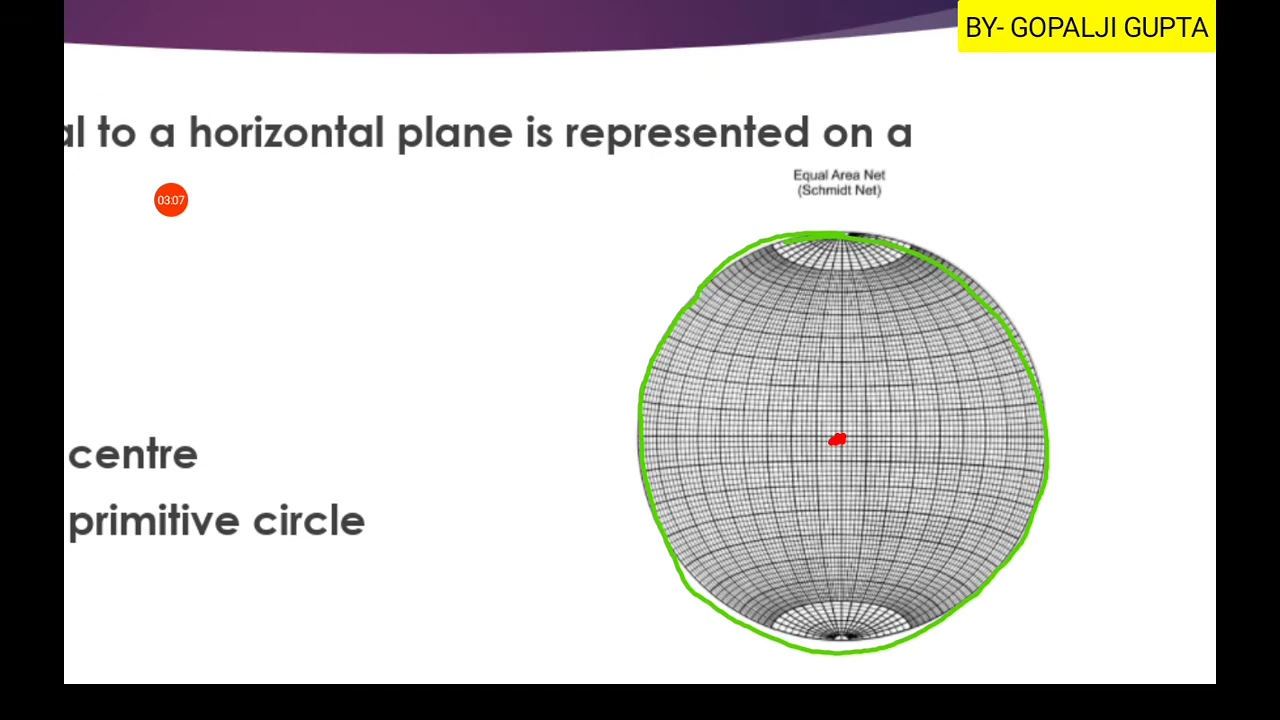 BY- GOPALJI GUPTA
al to a horizontal plane is represented on a
Equal Area Net
(Schmidt Net)
03:07
centre
primitive circle